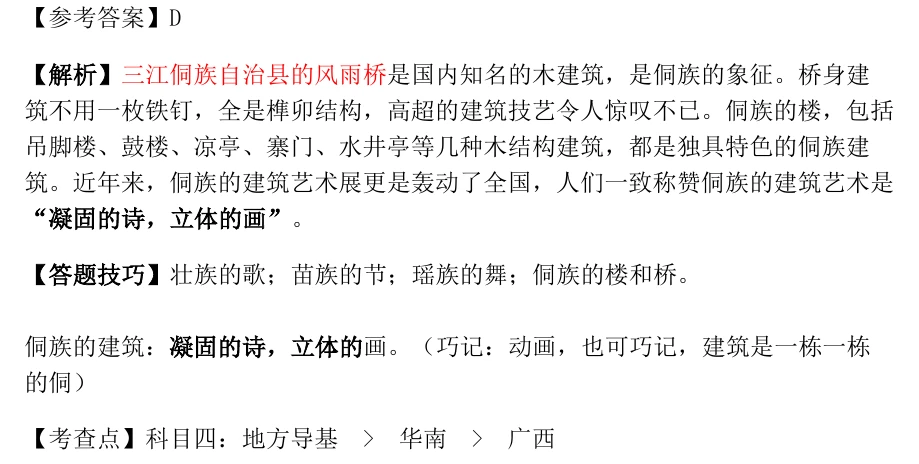 【参考答案】D
【解析】三江侗族自治县的风雨桥是国内知名的木建筑，是侗族的象征。桥身建
筑不用一枚铁钉，全是榫卯结构，高超的建筑技艺令人惊叹不已。侗族的楼，包括
吊脚楼、鼓楼、凉亭、寨门、水井亭等几种木结构建筑，都是独具特色的侗族建
筑。近年来，侗族的建筑艺术展更是轰动了全国，人们一致称赞侗族的建筑艺术是
“凝固的诗，立体的画”。
【答题技巧】壮族的歌；苗族的节；瑶族的舞；侗族的楼和桥。
侗族的建筑：凝固的诗，立体的画。（巧记：动画，也可巧记，建筑是一栋一栋
的侗）
【考查点】科目四：地方导基 > 华南 > 广西